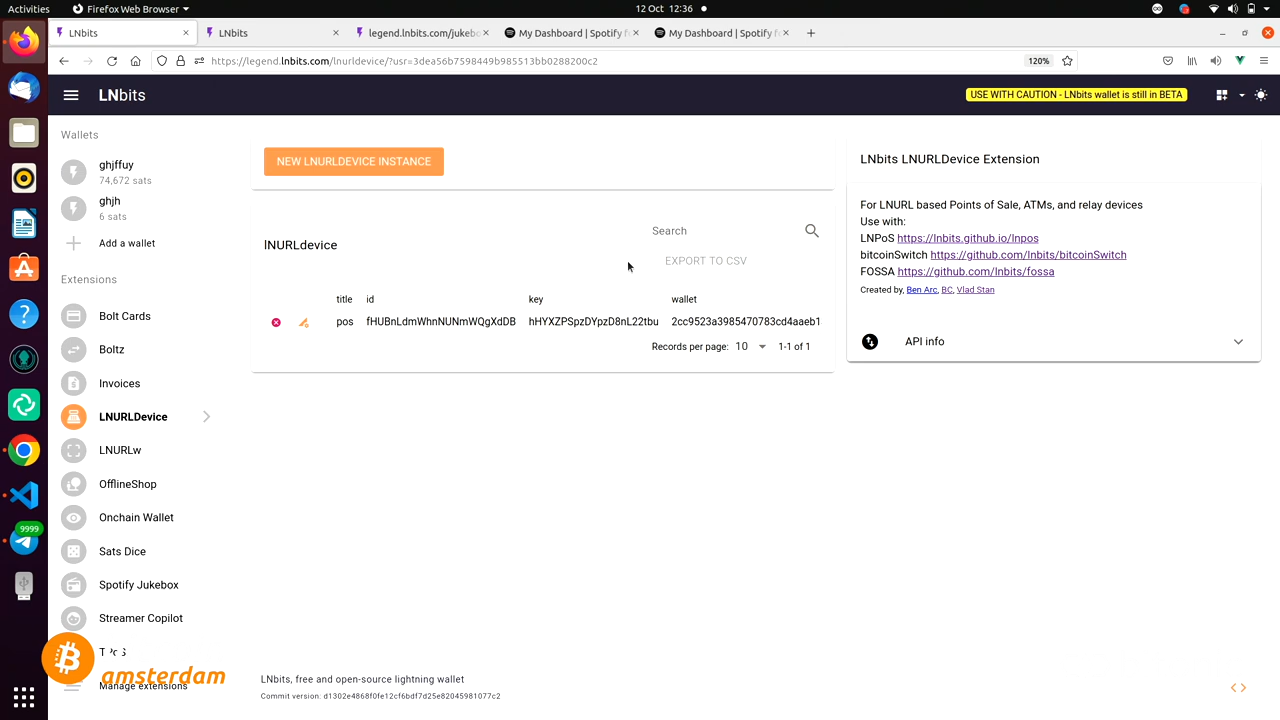 Activities
Firefox Web Browser
12 Oct 12:36
LNbits
LNbits
legend.lnbits.com/jukebo
My Dashboard | Spotify fo
My Dashboard | Spotify fo
https://legend.lnbits.com/lnurldevice/?usr=3dea56b7598449b985513bb0288200c2
120%
LNbits
USE WITH CAUTION - LNbits wallet is still in BETA
Wallets
ghjffuy
74,672 sats
ghjh
6 sats
Add a wallet
Extensions
Bolt Cards
Boltz
Invoices
LNURLDevice
LNURLw
OfflineShop
Onchain Wallet
Sats Dice
Spotify Jukebox
Streamer Copilot
Manage extensions
9999
amsterdam
NEW LNURLDEVICE INSTANCE
lNURLdevice
Search
EXPORT TO CSV
title id key wallet
pos fHUBnLdmWhnNUNmWQgXdDB hHYXZPSpzDYpzD8nL22tbu 2cc9523a3985470783cd4aaeb1
Records per page: 10 1-1 of 1
LNbits LNURLDevice Extension
For LNURL based Points of Sale, ATMs, and relay devices
Use with:
LNPoS https://lnbits.github.io/lnpos
bitcoinSwitch https://github.com/lnbits/bitcoinSwitch
FOSSA https://github.com/lnbits/fossa
Created by, Ben Arc, BC, Vlad Stan
API info
LNbits, free and open-source lightning wallet
Commit version: d1302e4868f0fe12cf6bdf7d25e82045981077c2